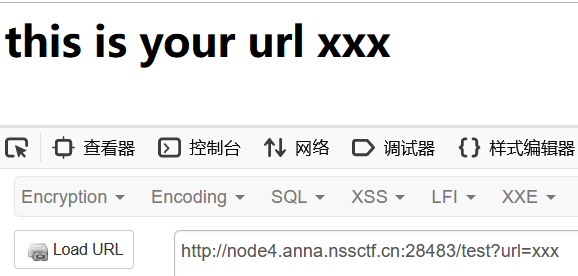 this is your url xxx
查看器 控制台 网络 调试器 样式编辑器
Encryption Encoding SQL XSS LFI XXE
Load URL http://node4.anna.nssctf.cn:28483/test?url=xxx